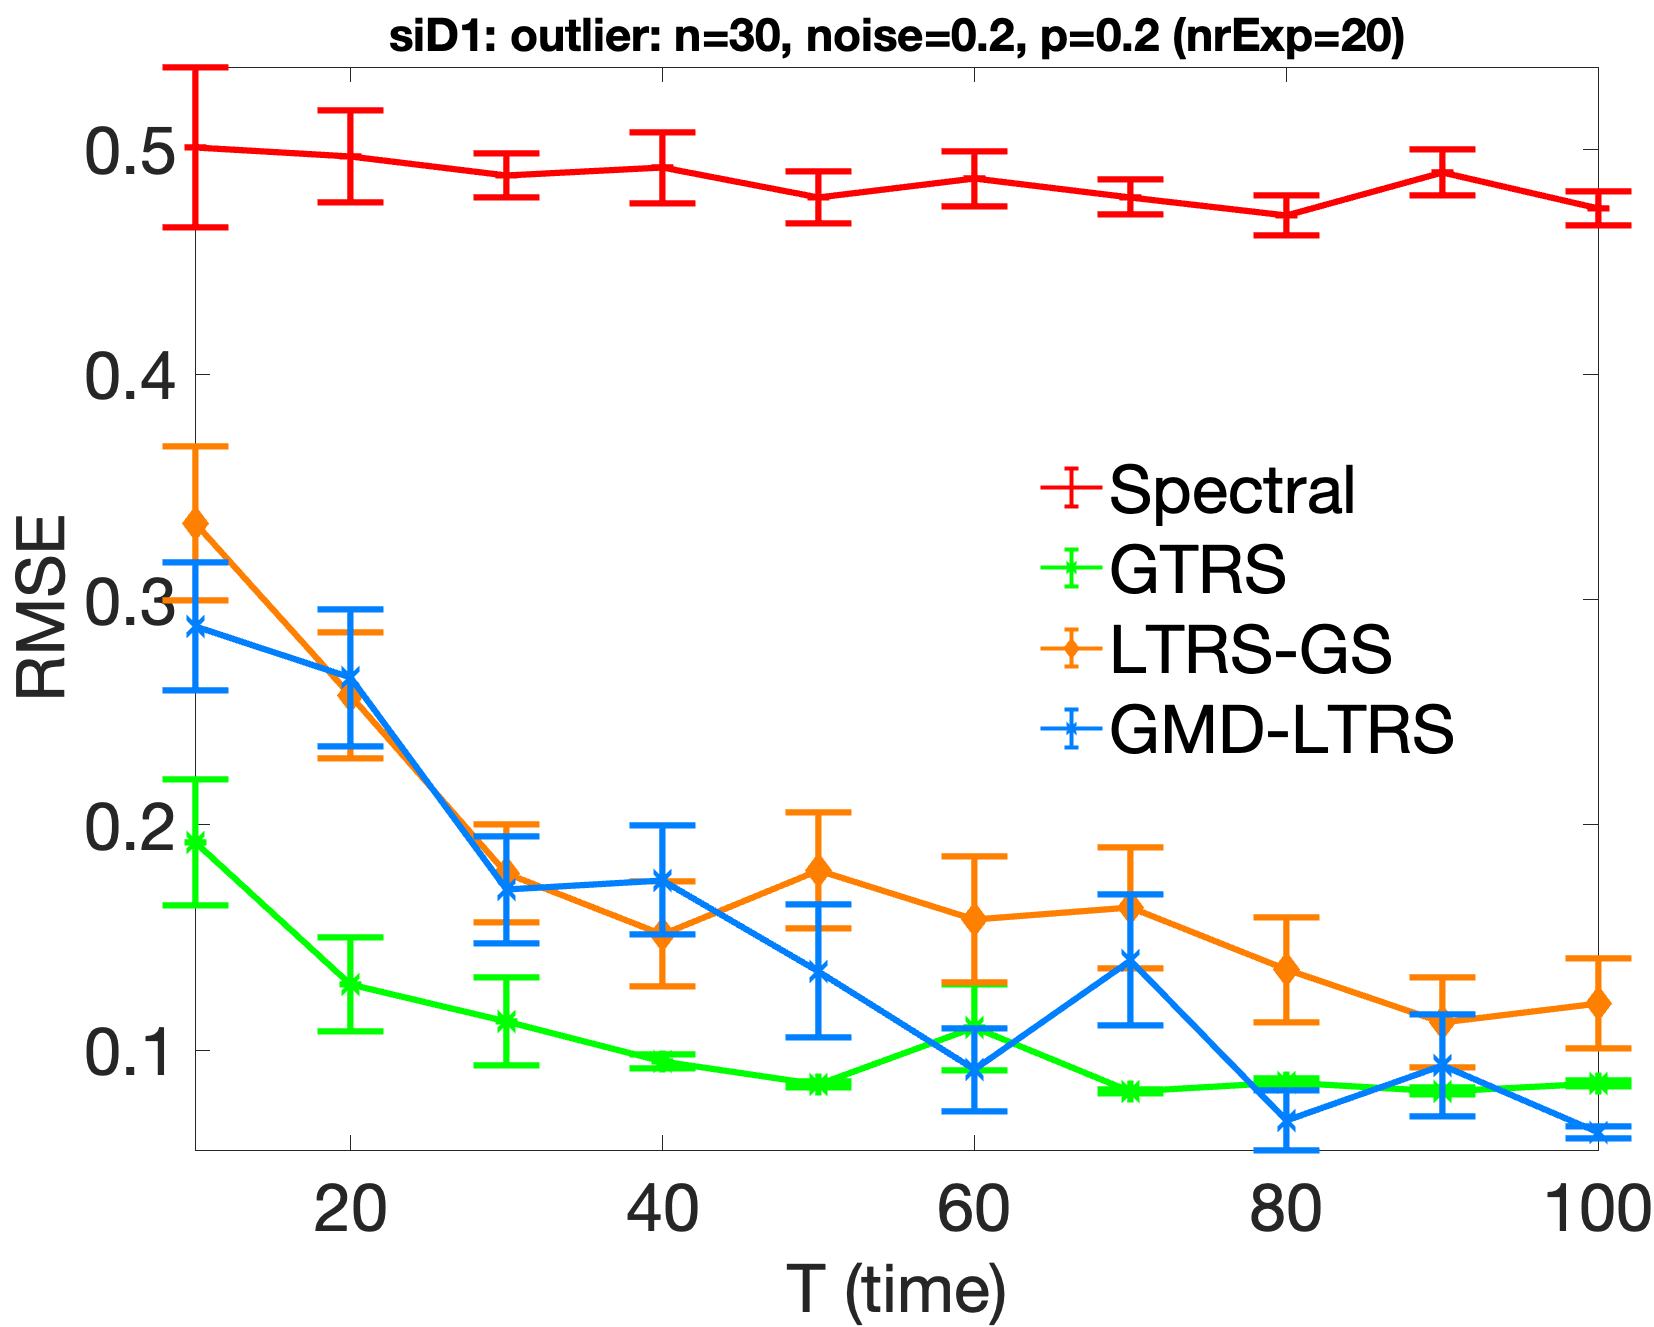 siD1: outlier: n=30, noise=0.2, p=0.2 (nrExp=20)
0.5
0.4
0.3
0.2
0.1
RMSE
Spectral
GTRS
LTRS-GS
GMD-LTRS
20 40 60 80 100
T (time)